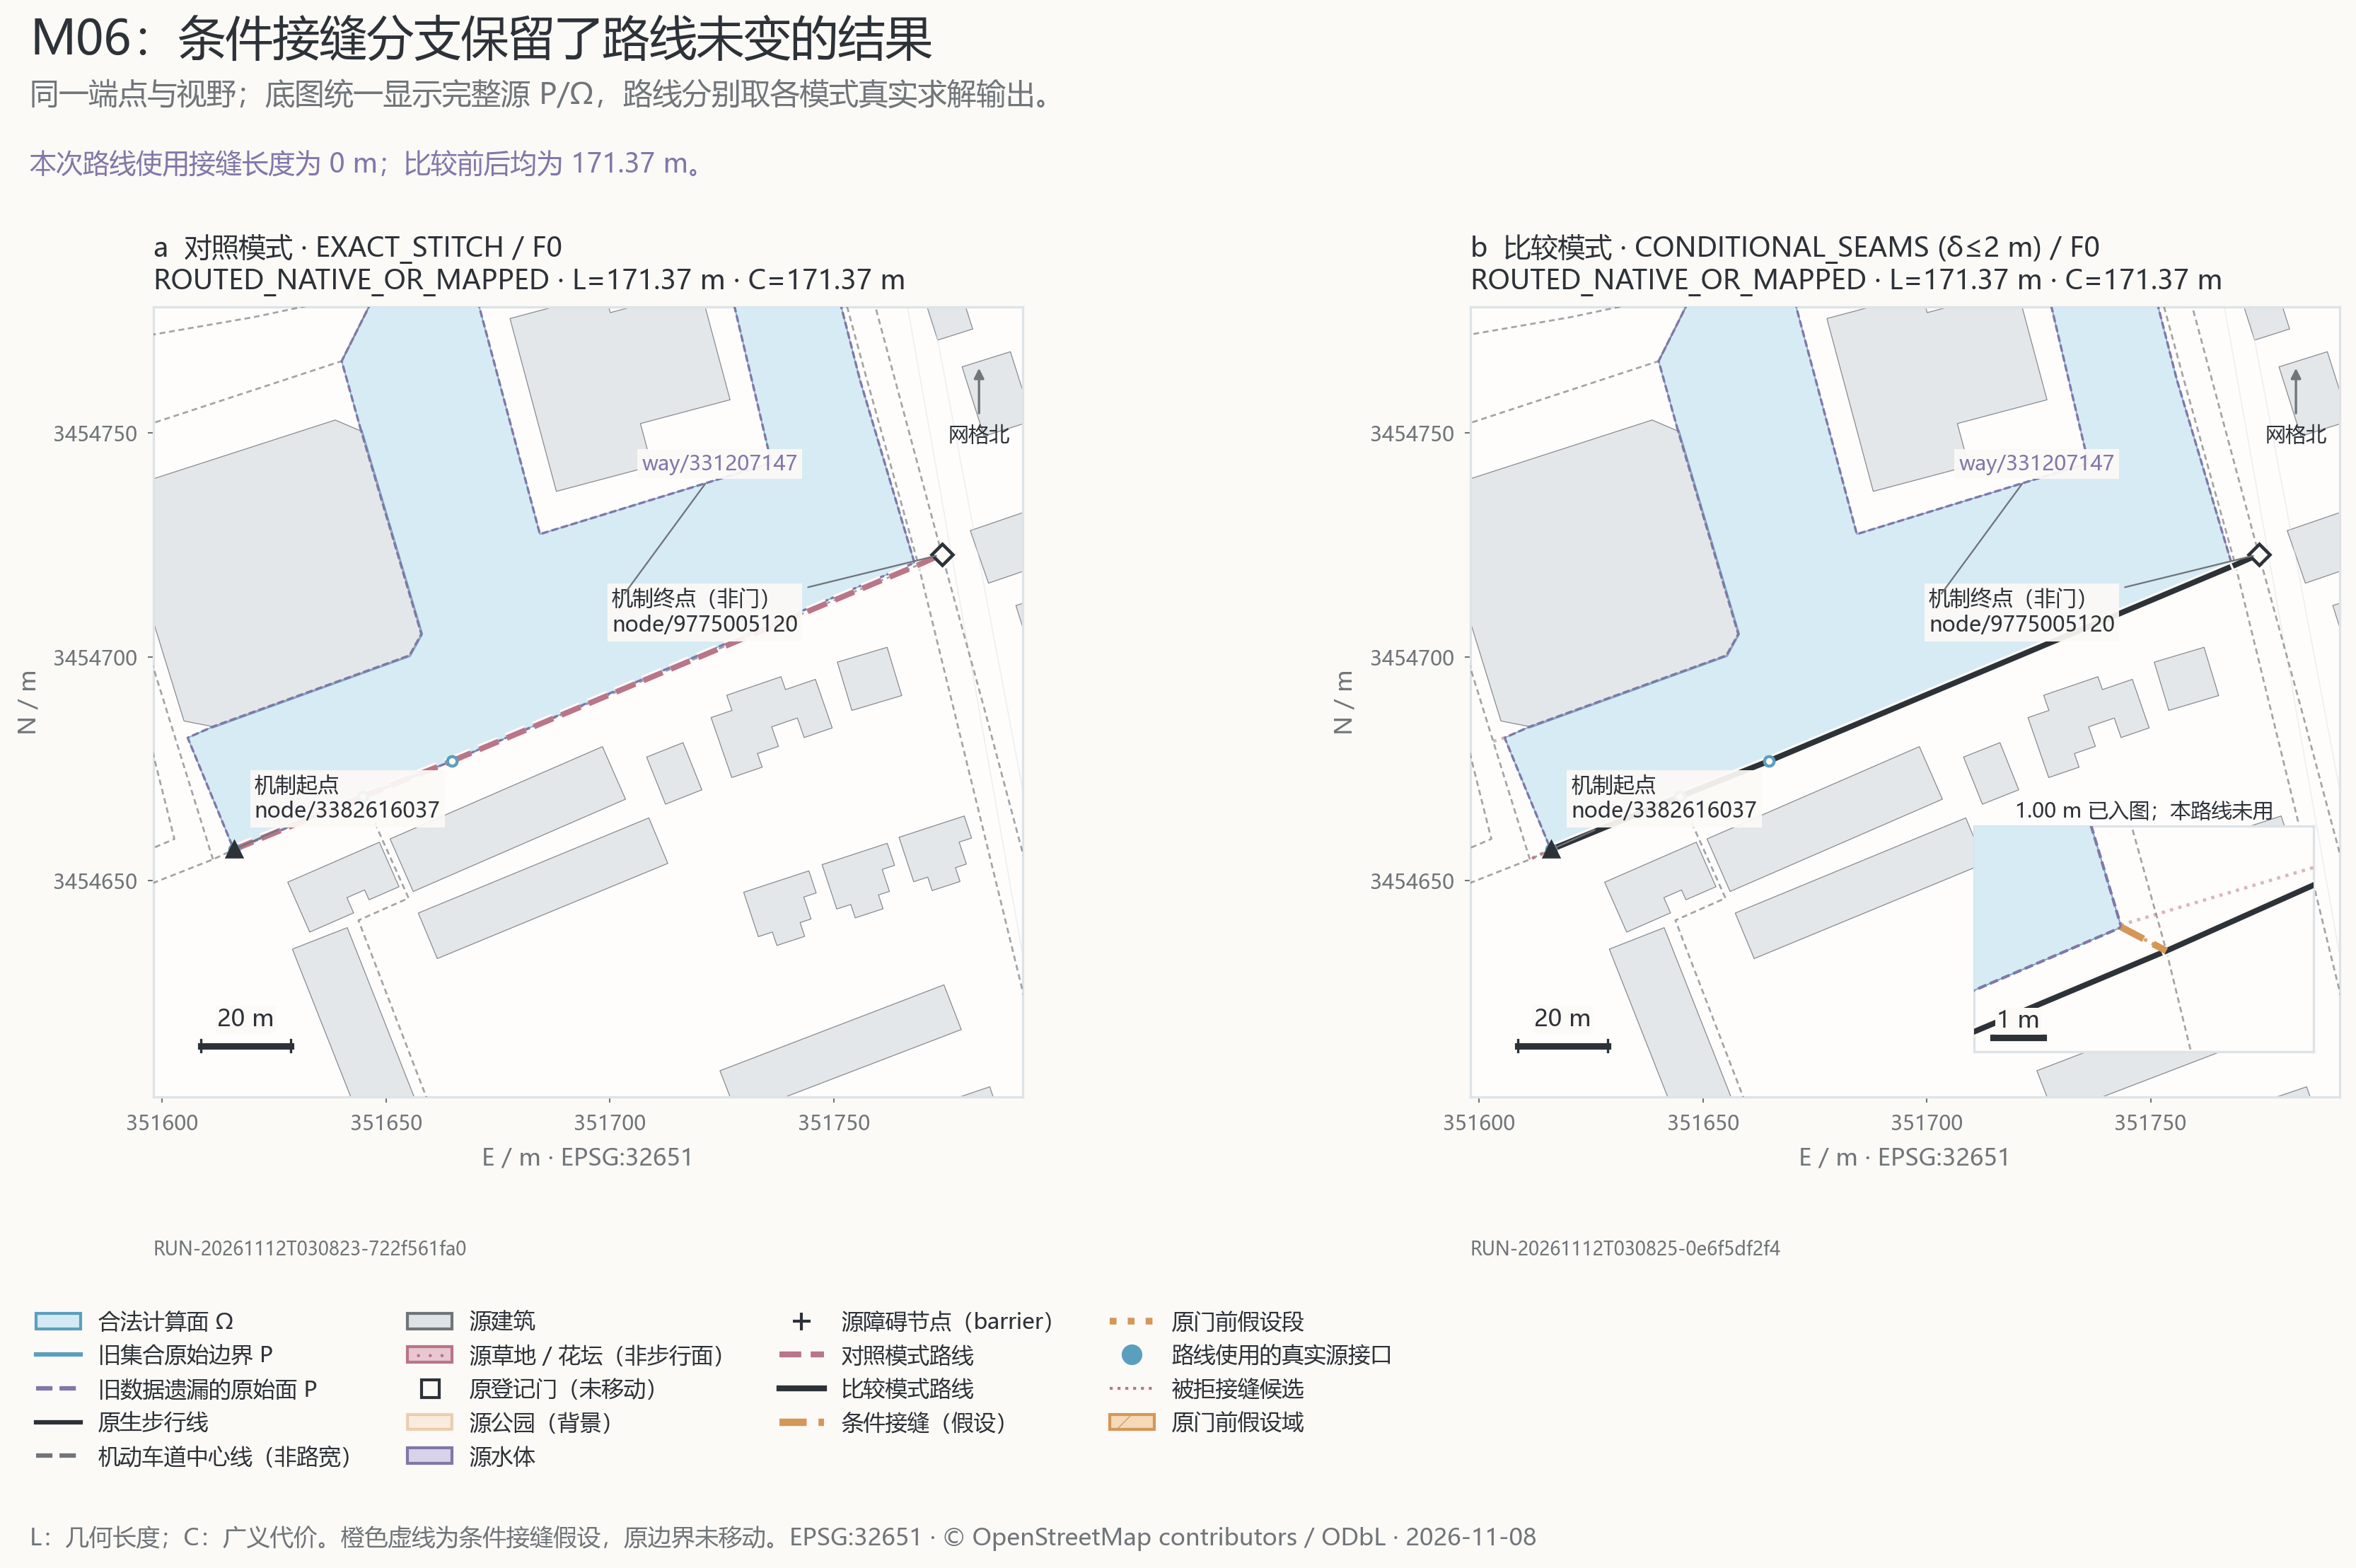 M06：条件接缝分支保留了路线未变的结果
同一端点与视野；底图统一显示完整源 P/Ω，路线分别取各模式真实求解输出。
本次路线使用接缝长度为 0 m；比较前后均为 171.37 m。
a 对照模式 · EXACT_STITCH / F0
ROUTED_NATIVE_OR_MAPPED · L=171.37 m · C=171.37 m
网格北
way/331207147
机制终点（非门）
node/9775005120
机制起点
node/3382616037
20 m
3454750
3454700
3454650
N / m
351600
351650
351700
351750
E / m · EPSG:32651
RUN-20261112T030823-722f561fa0
b 比较模式 · CONDITIONAL_SEAMS (δ≤2 m) / F0
ROUTED_NATIVE_OR_MAPPED · L=171.37 m · C=171.37 m
网格北
way/331207147
机制终点（非门）
node/9775005120
机制起点
node/3382616037
1.00 m 已入图；本路线未用
1 m
20 m
3454750
3454700
3454650
N / m
351600
351650
351700
351750
E / m · EPSG:32651
RUN-20261112T030825-0e6f5df2f4
合法计算面 Ω
旧集合原始边界 P
旧数据遗漏的原始面 P
原生步行线
机动车道中心线（非路宽）
源建筑
源草地 / 花坛（非步行面）
原登记门（未移动）
源公园（背景）
源水体
源障碍节点（barrier）
对照模式路线
比较模式路线
条件接缝（假设）
原门前假设段
路线使用的真实源接口
被拒接缝候选
原门前假设域
L：几何长度；C：广义代价。橙色虚线为条件接缝假设，原边界未移动。EPSG:32651 · © OpenStreetMap contributors / ODbL · 2026-11-08